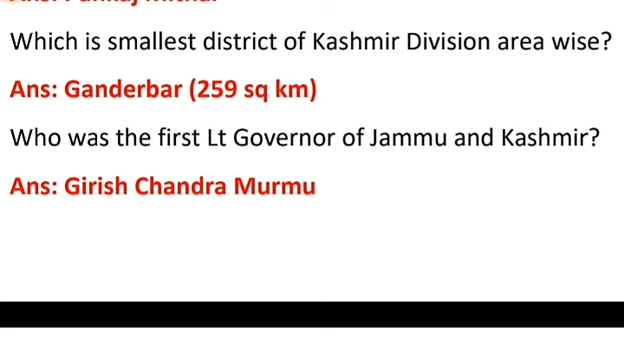 Which is smallest district of Kashmir Division area wise?
Ans: Ganderbar (259 sq km)
Who was the first Lt Governor of Jammu and Kashmir?
Ans: Girish Chandra Murmu